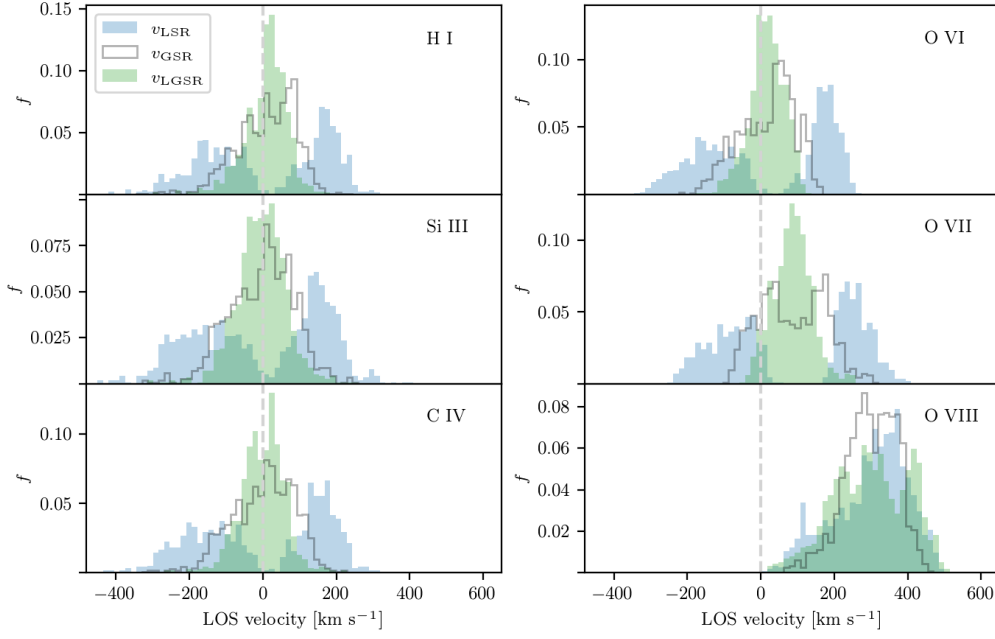 0.15
0.10
0.05
f
v_LSR
v_GSR
v_LGSR
H I
0.10
0.05
f
O VI
0.075
0.050
0.025
f
Si III
0.10
0.05
f
O VII
0.10
0.05
f
C IV
0.08
0.06
0.04
0.02
f
O VIII
−400 −200 0 200 400 600
LOS velocity [km s⁻¹]
−400 −200 0 200 400 600
LOS velocity [km s⁻¹]